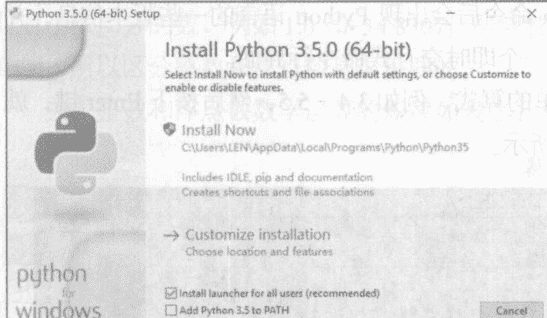 Python 3.5.0 (64-bit) Setup
Install Python 3.5.0 (64-bit)
Select Install Now to install Python with default settings, or choose Customize to
enable or disable features.
Install Now
C:\Users\LEN\AppData\Local\Programs\Python\Python35
Includes IDLE, pip and documentation
Creates shortcuts and file associations
→ Customize installation
Choose location and features
python
for
windows
Install launcher for all users (recommended)
Add Python 3.5 to PATH
Cancel